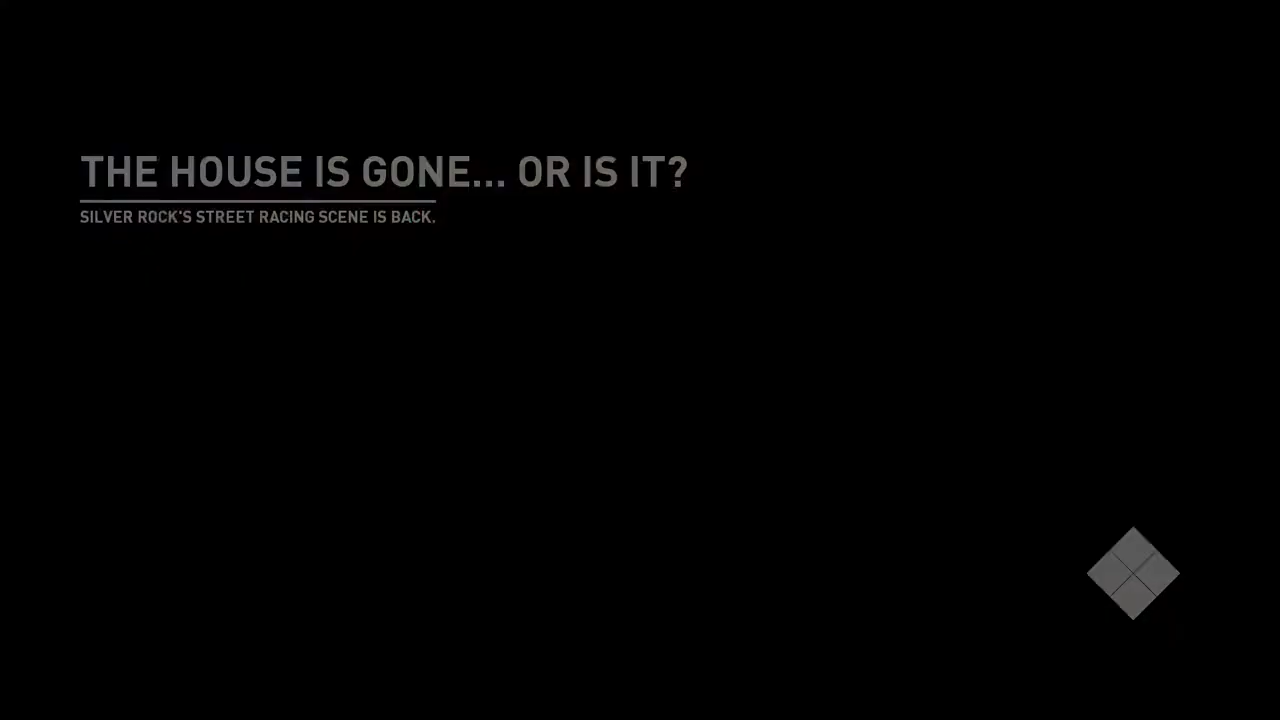 THE HOUSE IS GONE... OR IS IT?
SILVER ROCK'S STREET RACING SCENE IS BACK.